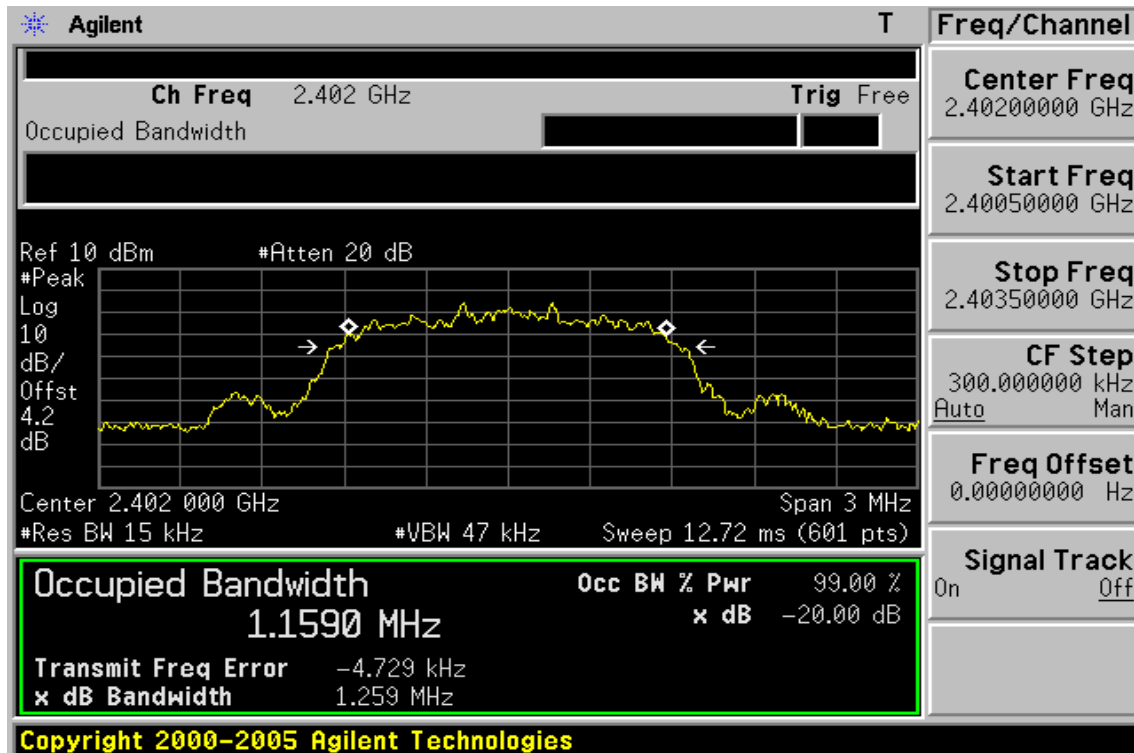 Agilent T
Ch Freq 2.402 GHz Trig Free
Occupied Bandwidth
Ref 10 dBm #Atten 20 dB
#Peak
Log
10
dB/
Offst
4.2
dB
Center 2.402 000 GHz Span 3 MHz
#Res BW 15 kHz #VBW 47 kHz Sweep 12.72 ms (601 pts)
Occupied Bandwidth Occ BW % Pwr 99.00 %
1.1590 MHz x dB -20.00 dB
Transmit Freq Error -4.729 kHz
x dB Bandwidth 1.259 MHz
Copyright 2000-2005 Agilent Technologies
Freq/Channel
Center Freq
2.40200000 GHz
Start Freq
2.40050000 GHz
Stop Freq
2.40350000 GHz
CF Step
300.000000 kHz
Auto Man
Freq Offset
0.00000000 Hz
Signal Track
On Off